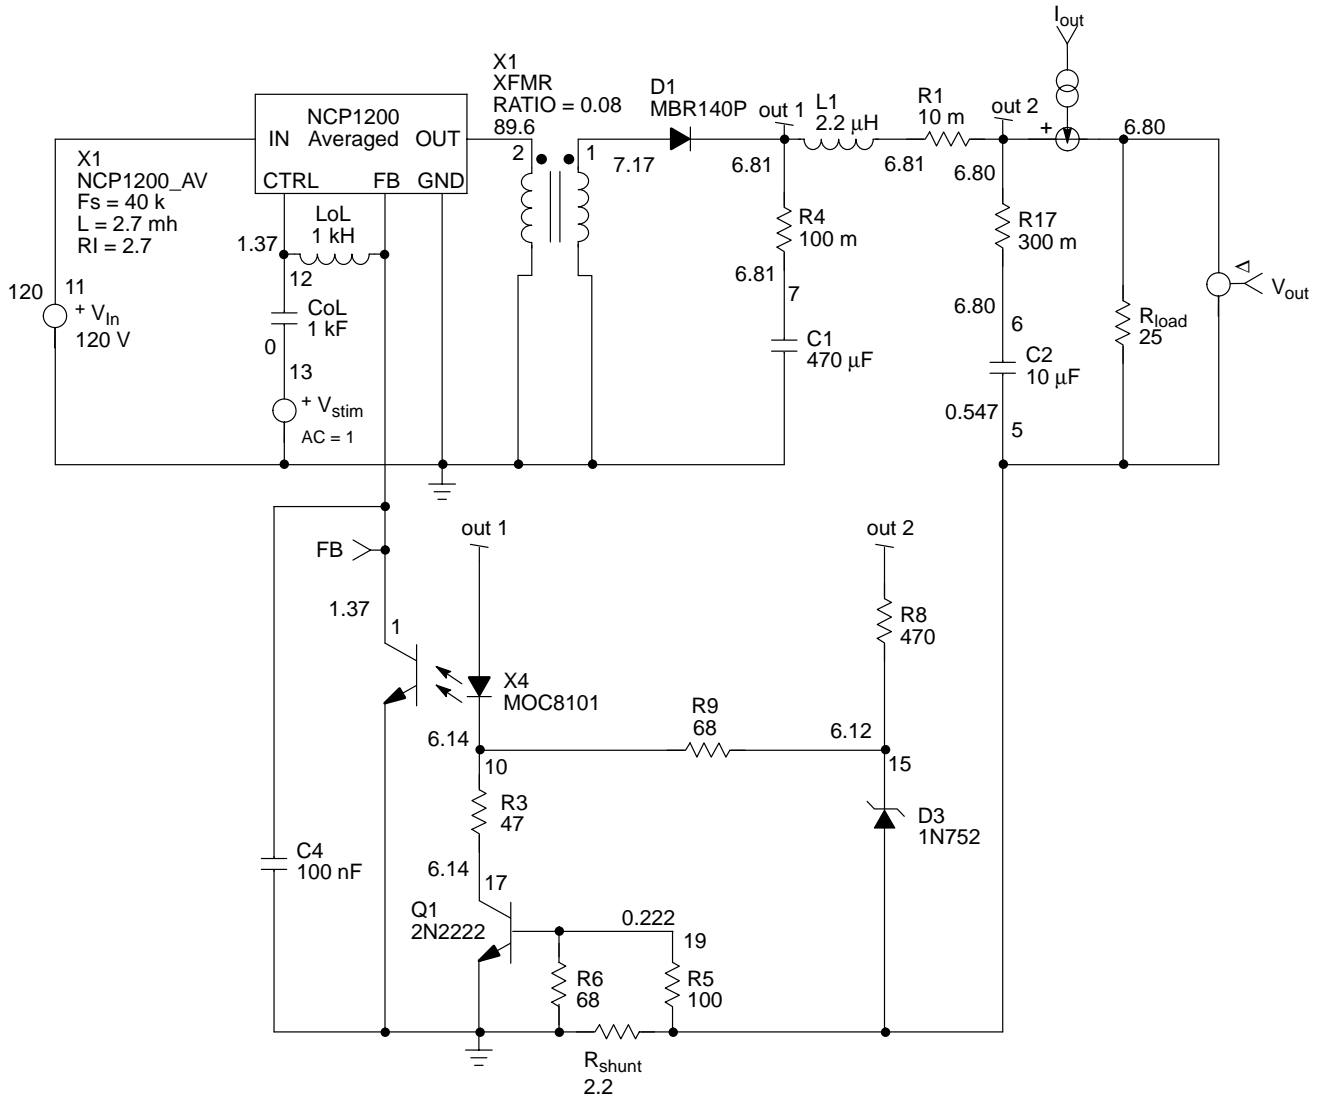 I_out
X1
XFMR
RATIO = 0.08
D1
MBR140P
out 1
L1
2.2 μH
R1
10 m
out 2
+
6.80
NCP1200
Averaged
IN
OUT
CTRL
FB
GND
89.6
2
1
7.17
6.81
6.81
6.80
X1
NCP1200_AV
Fs = 40 k
L = 2.7 mh
RI = 2.7
LoL
1 kH
1.37
12
R4
100 m
R17
300 m
6.81
7
120
11
+ V_In
120 V
CoL
1 kF
0
13
+ V_stim
AC = 1
C1
470 μF
6.80
6
C2
10 μF
0.547
5
R_load
25
Δ
V_out
FB
out 1
out 2
1.37
1
R8
470
X4
MOC8101
R9
68
6.14
10
6.12
15
R3
47
D3
1N752
C4
100 nF
6.14
17
Q1
2N2222
0.222
19
R6
68
R5
100
R_shunt
2.2